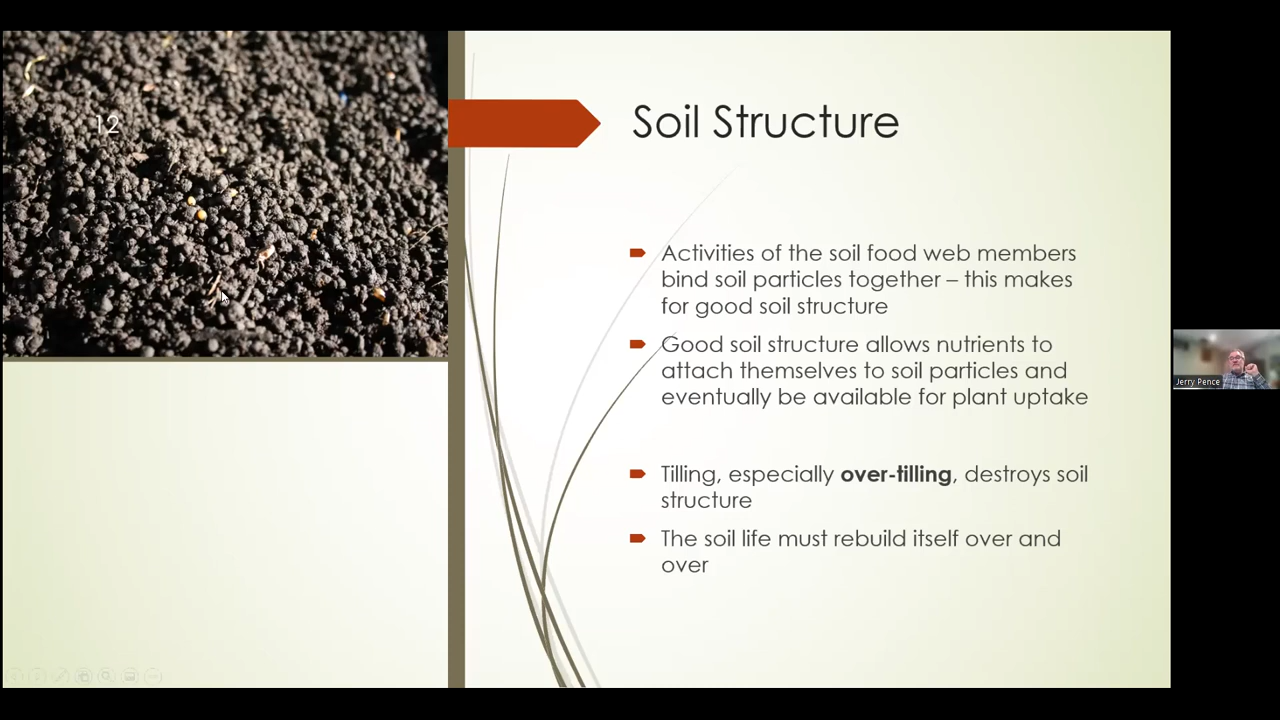 12
Soil Structure
Activities of the soil food web members
bind soil particles together – this makes
for good soil structure
Good soil structure allows nutrients to
attach themselves to soil particles and
eventually be available for plant uptake
Tilling, especially over-tilling, destroys soil
structure
The soil life must rebuild itself over and
over
Jerry Pence